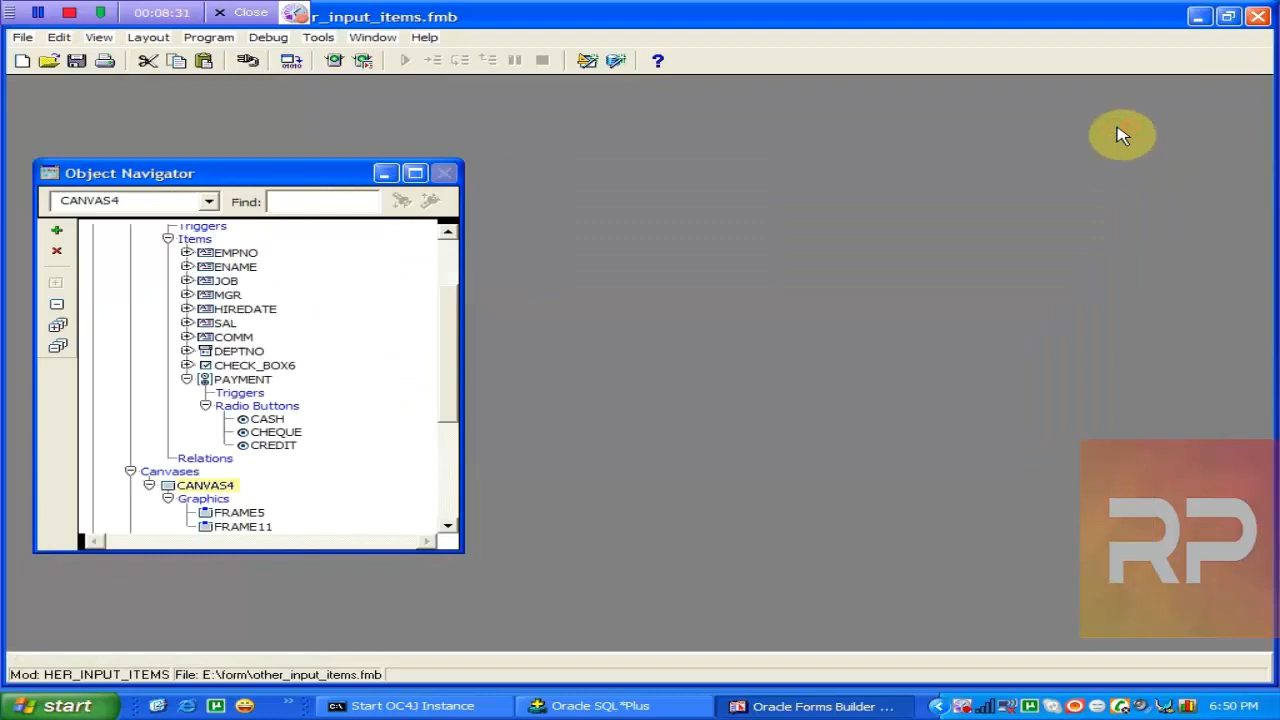 00:08:31 Close her_input_items.fmb
File Edit View Layout Program Debug Tools Window Help
Object Navigator
CANVAS4 Find:
Triggers
Items
EMPNO
ENAME
JOB
MGR
HIREDATE
SAL
COMM
DEPTNO
CHECK_BOX6
PAYMENT
Triggers
Radio Buttons
CASH
CHEQUE
CREDIT
Relations
Canvases
CANVAS4
Graphics
FRAME5
FRAME11
RP
Mod: HER_INPUT_ITEMS File: E:\form\other_input_items.fmb
start Start OC4J Instance Oracle SQL*Plus Oracle Forms Builder ... 6:50 PM